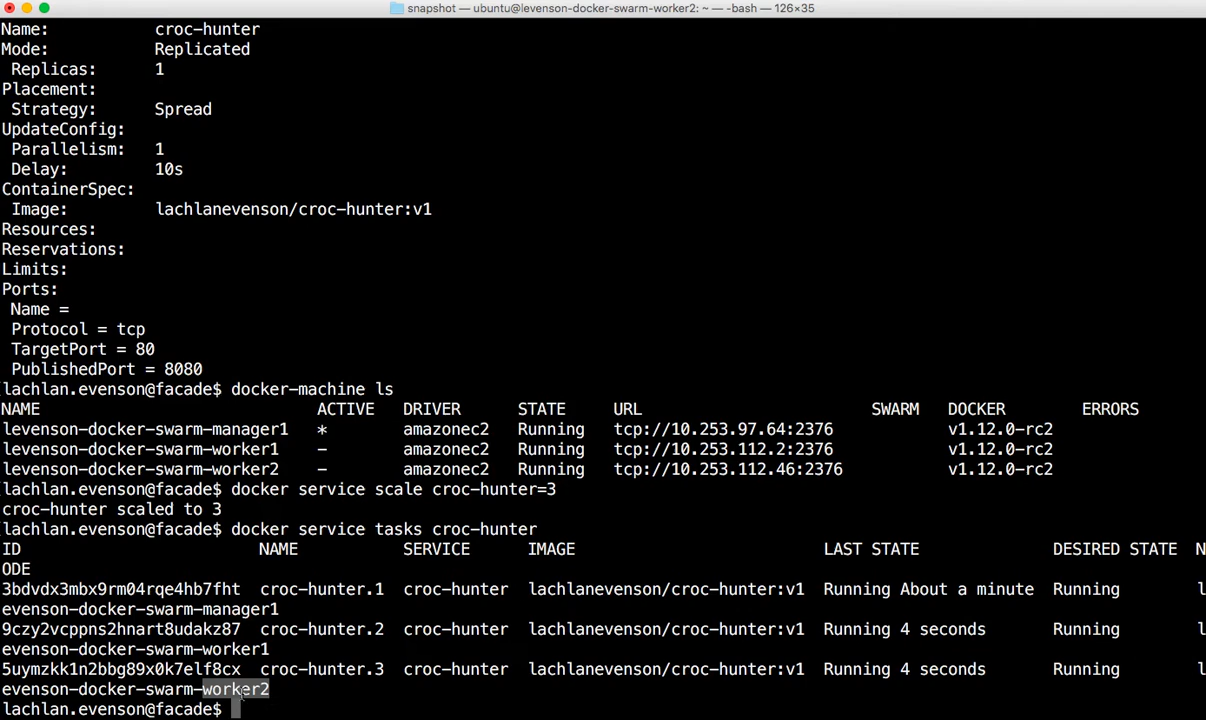 snapshot — ubuntu@levenson-docker-swarm-worker2: ~ — -bash — 126×35
Name: croc-hunter
Mode: Replicated
Replicas: 1
Placement:
Strategy: Spread
UpdateConfig:
Parallelism: 1
Delay: 10s
ContainerSpec:
Image: lachlanevenson/croc-hunter:v1
Resources:
Reservations:
Limits:
Ports:
Name =
Protocol = tcp
TargetPort = 80
PublishedPort = 8080
[lachlan.evenson@facade$ docker-machine ls
NAME ACTIVE DRIVER STATE URL SWARM DOCKER ERRORS
levenson-docker-swarm-manager1 * amazonec2 Running tcp://10.253.97.64:2376 v1.12.0-rc2
levenson-docker-swarm-worker1 - amazonec2 Running tcp://10.253.112.2:2376 v1.12.0-rc2
levenson-docker-swarm-worker2 - amazonec2 Running tcp://10.253.112.46:2376 v1.12.0-rc2
[lachlan.evenson@facade$ docker service scale croc-hunter=3
croc-hunter scaled to 3
[lachlan.evenson@facade$ docker service tasks croc-hunter
ID NAME SERVICE IMAGE LAST STATE DESIRED STATE N
ODE
3bdvdx3mbx9rm04rqe4hb7fht croc-hunter.1 croc-hunter lachlanevenson/croc-hunter:v1 Running About a minute Running l
evenson-docker-swarm-manager1
9czy2vcppns2hnart8udakz87 croc-hunter.2 croc-hunter lachlanevenson/croc-hunter:v1 Running 4 seconds Running l
evenson-docker-swarm-worker1
5uymzkk1n2bbg89x0k7elf8cx croc-hunter.3 croc-hunter lachlanevenson/croc-hunter:v1 Running 4 seconds Running l
evenson-docker-swarm-worker2
lachlan.evenson@facade$